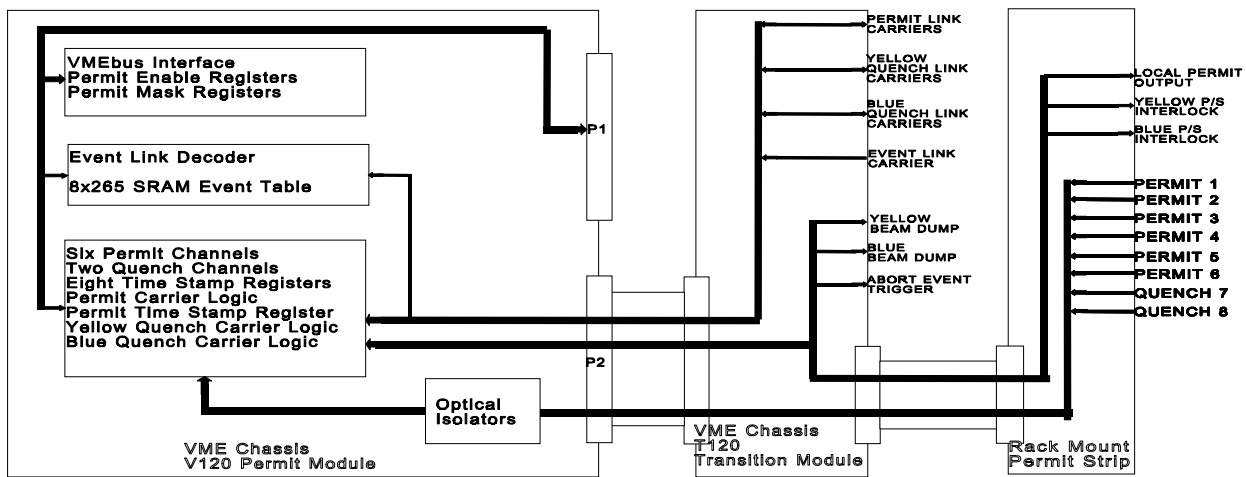 VMEbus Interface
Permit Enable Registers
Permit Mask Registers
Event Link Decoder
8x265 SRAM Event Table
Six Permit Channels
Two Quench Channels
Eight Time Stamp Registers
Permit Carrier Logic
Permit Time Stamp Register
Yellow Quench Carrier Logic
Blue Quench Carrier Logic
Optical
Isolators
P1
P2
VME Chassis
V120 Permit Module
PERMIT LINK
CARRIERS
YELLOW
QUENCH LINK
CARRIERS
BLUE
QUENCH LINK
CARRIERS
EVENT LINK
CARRIER
YELLOW
BEAM DUMP
BLUE
BEAM DUMP
ABORT EVENT
TRIGGER
VME Chassis
T120
Transition Module
LOCAL PERMIT
OUTPUT
YELLOW P/S
INTERLOCK
BLUE P/S
INTERLOCK
PERMIT 1
PERMIT 2
PERMIT 3
PERMIT 4
PERMIT 5
PERMIT 6
QUENCH 7
QUENCH 8
Rack Mount
Permit Strip